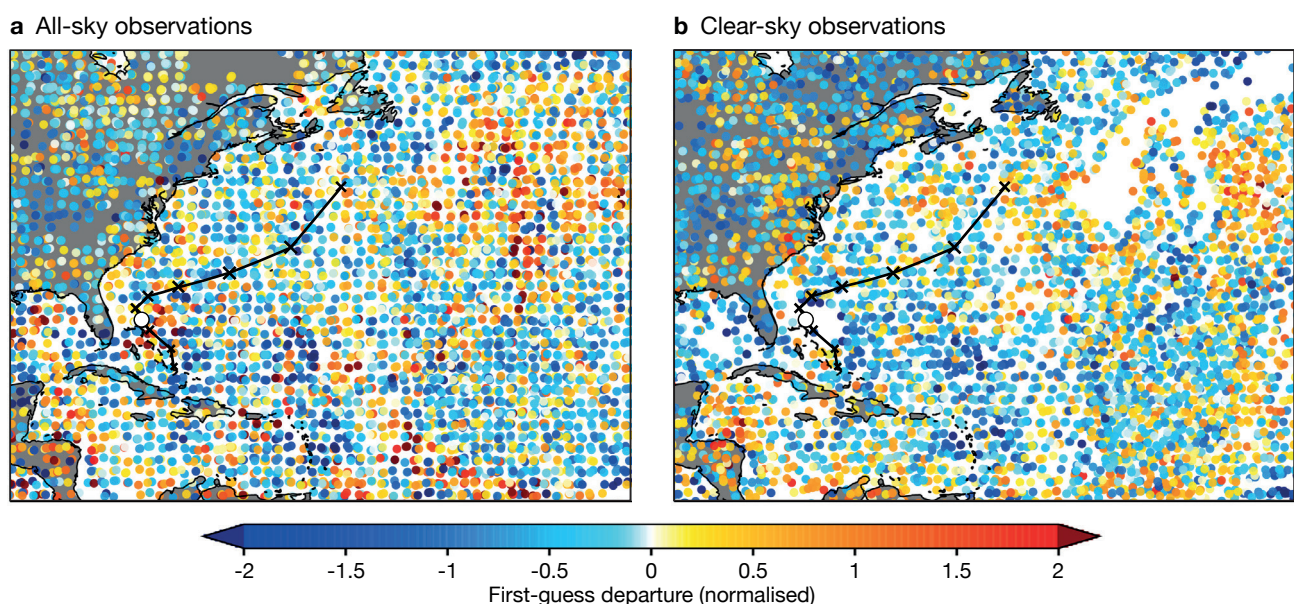 a All-sky observations
b Clear-sky observations
-2 -1.5 -1 -0.5 0 0.5 1 1.5 2
First-guess departure (normalised)